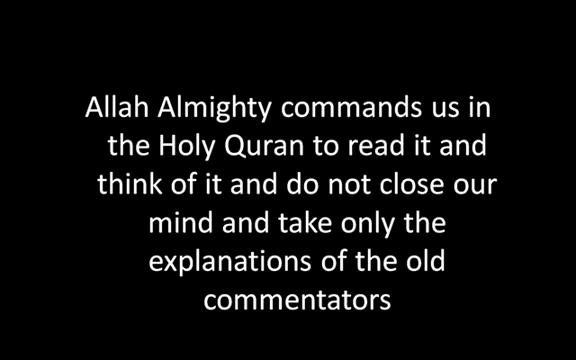 Allah Almighty commands us in
the Holy Quran to read it and
think of it and do not close our
mind and take only the
explanations of the old
commentators